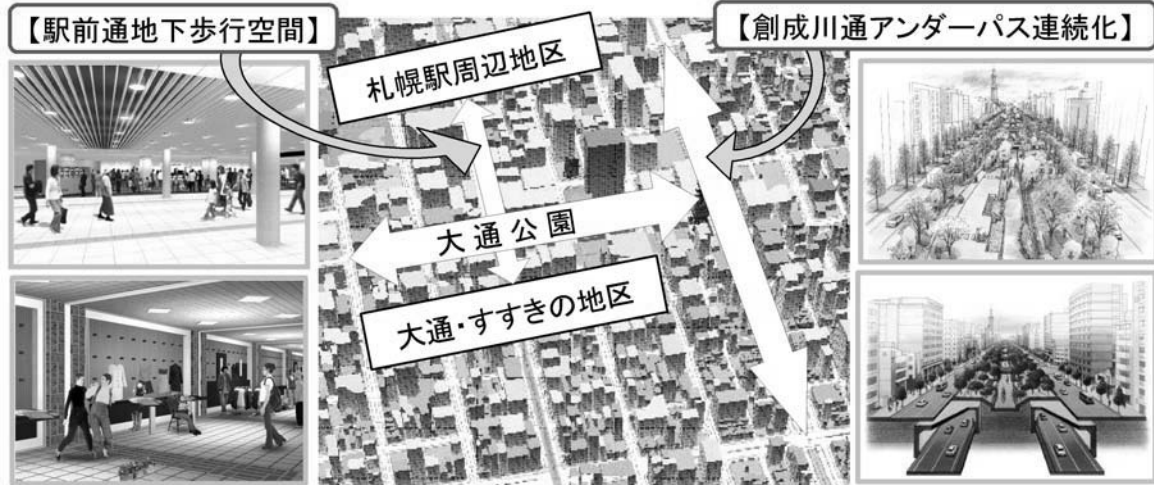 【駅前通地下歩行空間】
【創成川通アンダーパス連続化】
札幌駅周辺地区
大通公園
大通・すすきの地区